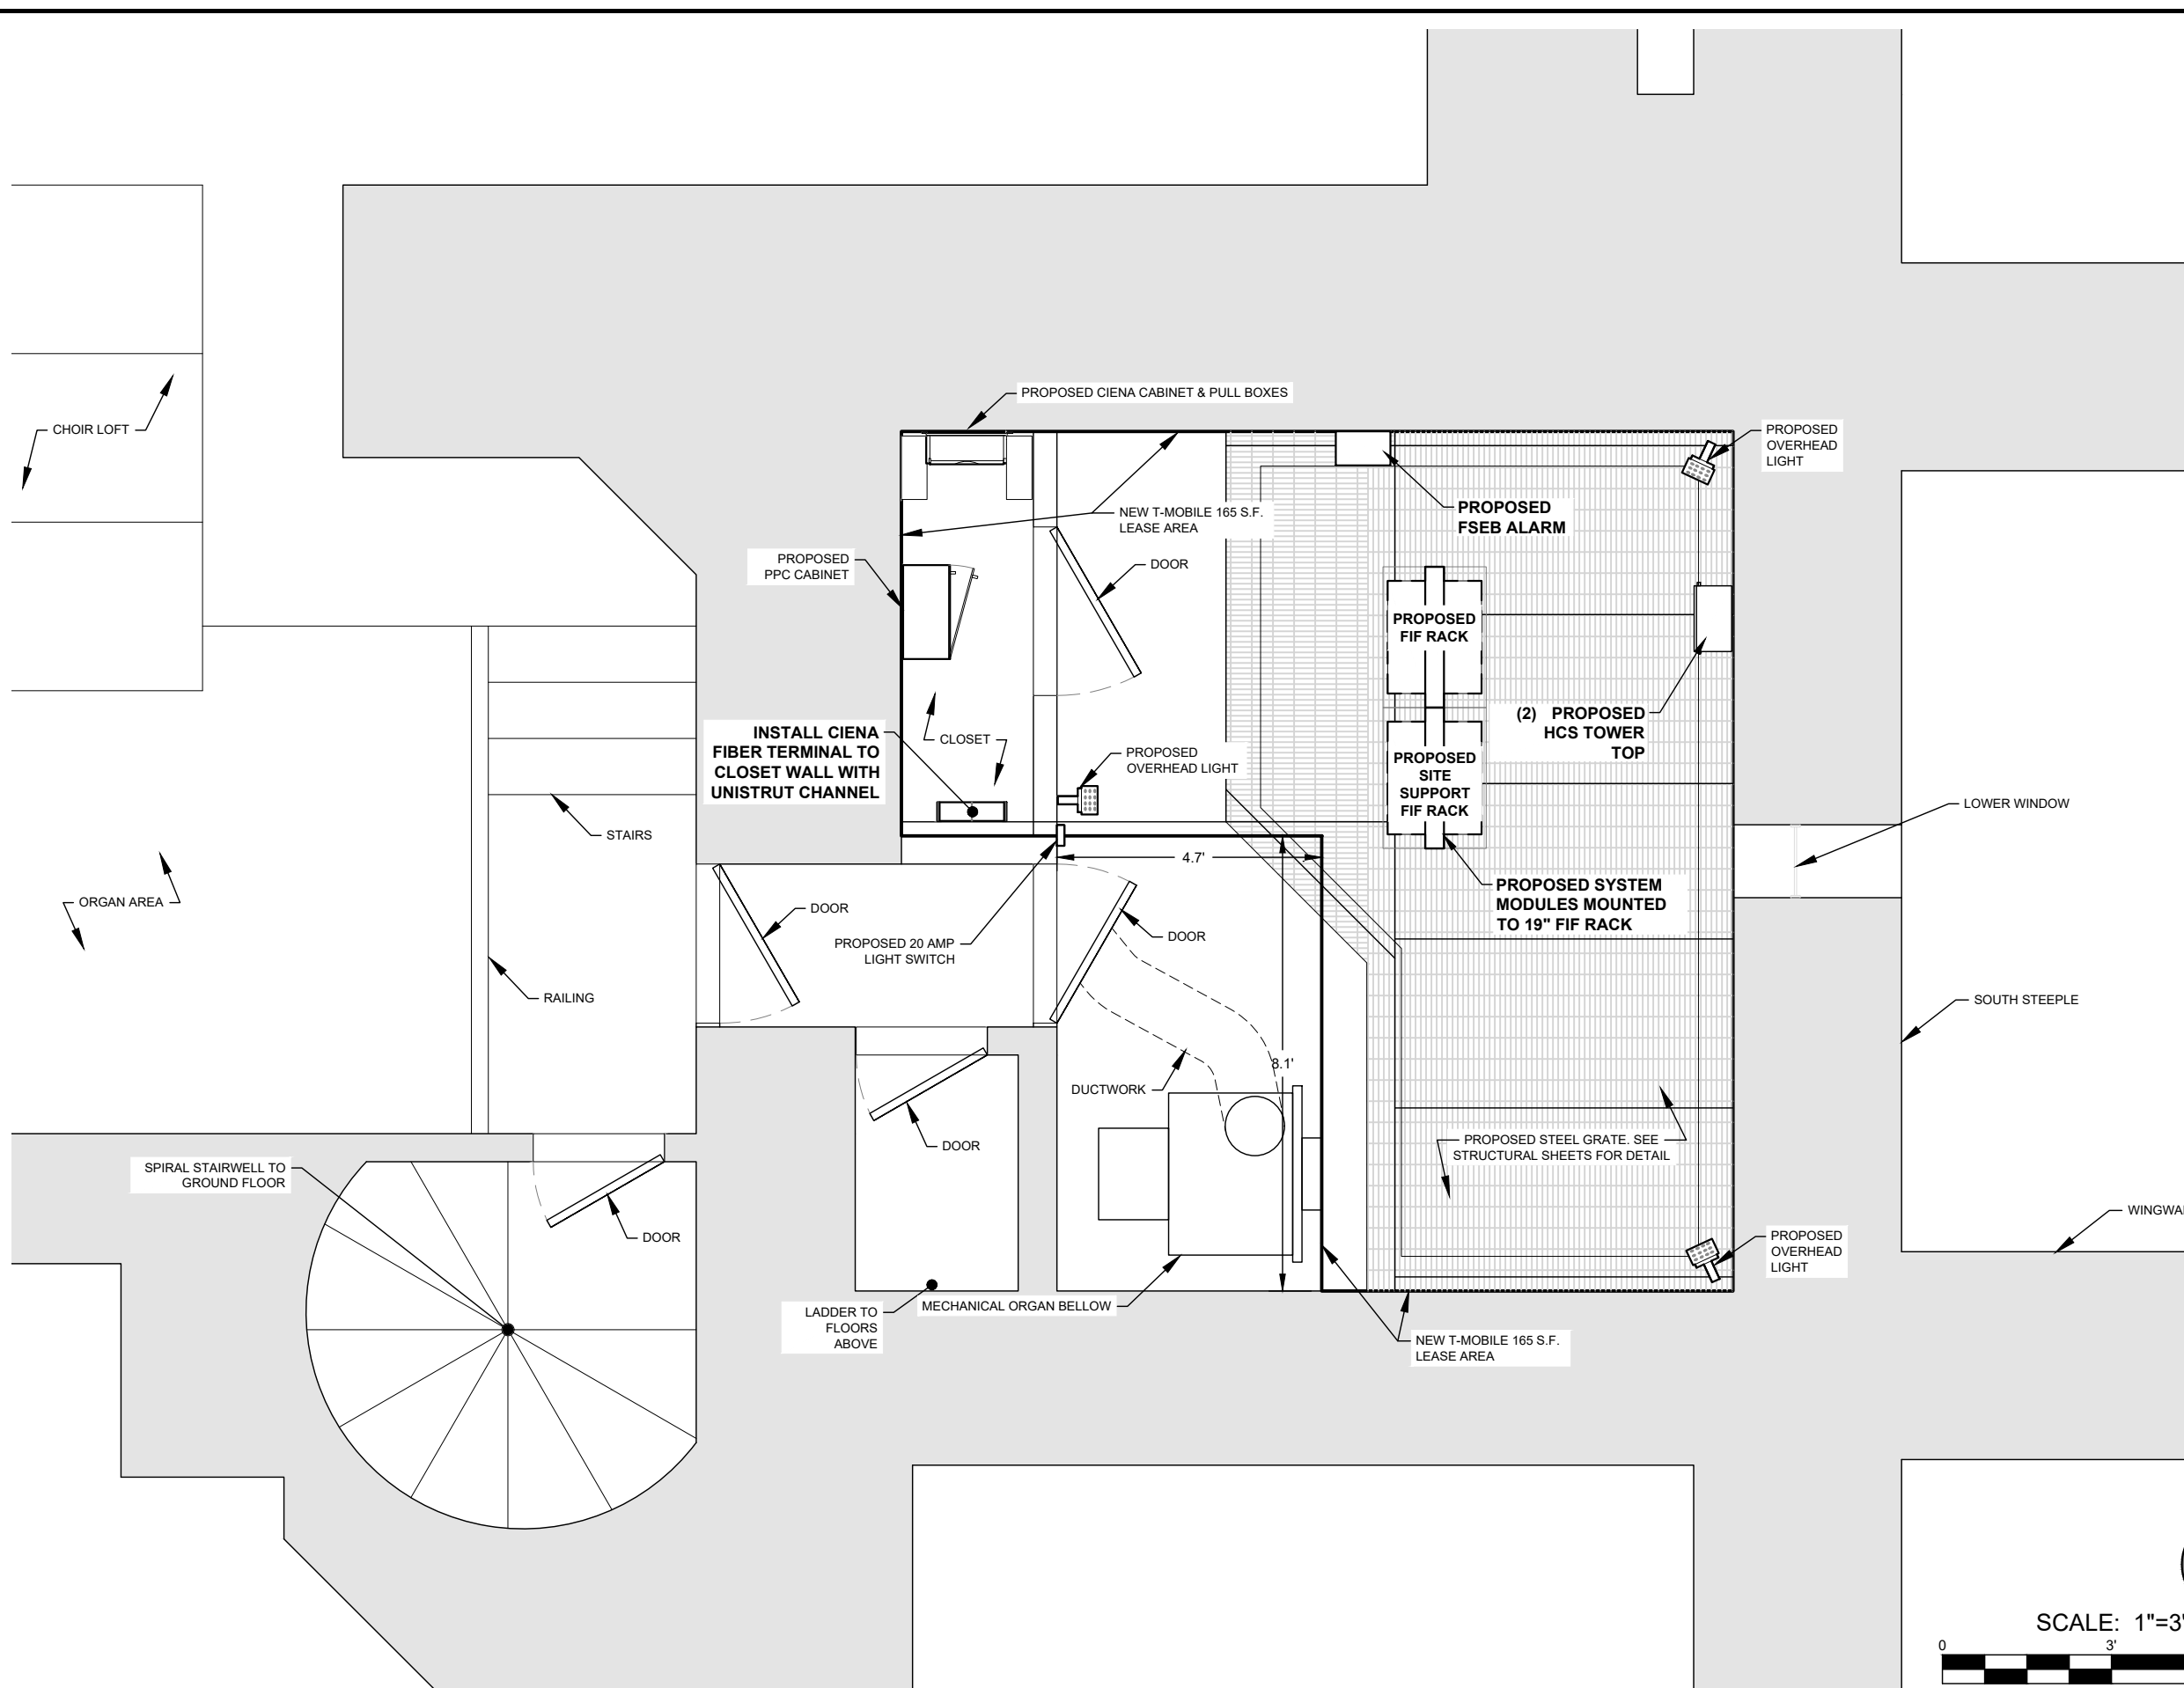 PROPOSED CIENA CABINET & PULL BOXES
CHOIR LOFT
PROPOSED
OVERHEAD
LIGHT
NEW T-MOBILE 165 S.F.
LEASE AREA
PROPOSED
FSEB ALARM
PROPOSED
PPC CABINET
DOOR
PROPOSED
FIF RACK
(2) PROPOSED
HCS TOWER
TOP
INSTALL CIENA
FIBER TERMINAL TO
CLOSET WALL WITH
UNISTRUT CHANNEL
CLOSET
PROPOSED
OVERHEAD LIGHT
PROPOSED
SITE
SUPPORT
FIF RACK
LOWER WINDOW
STAIRS
4.7'
PROPOSED SYSTEM
MODULES MOUNTED
TO 19" FIF RACK
ORGAN AREA
DOOR
PROPOSED 20 AMP
LIGHT SWITCH
DOOR
RAILING
SOUTH STEEPLE
8.1'
DUCTWORK
DOOR
PROPOSED STEEL GRATE. SEE
STRUCTURAL SHEETS FOR DETAIL
SPIRAL STAIRWELL TO
GROUND FLOOR
DOOR
WINGWA
PROPOSED
OVERHEAD
LIGHT
LADDER TO
FLOORS
ABOVE
MECHANICAL ORGAN BELLOW
NEW T-MOBILE 165 S.F.
LEASE AREA
SCALE: 1"=3'
0
3'